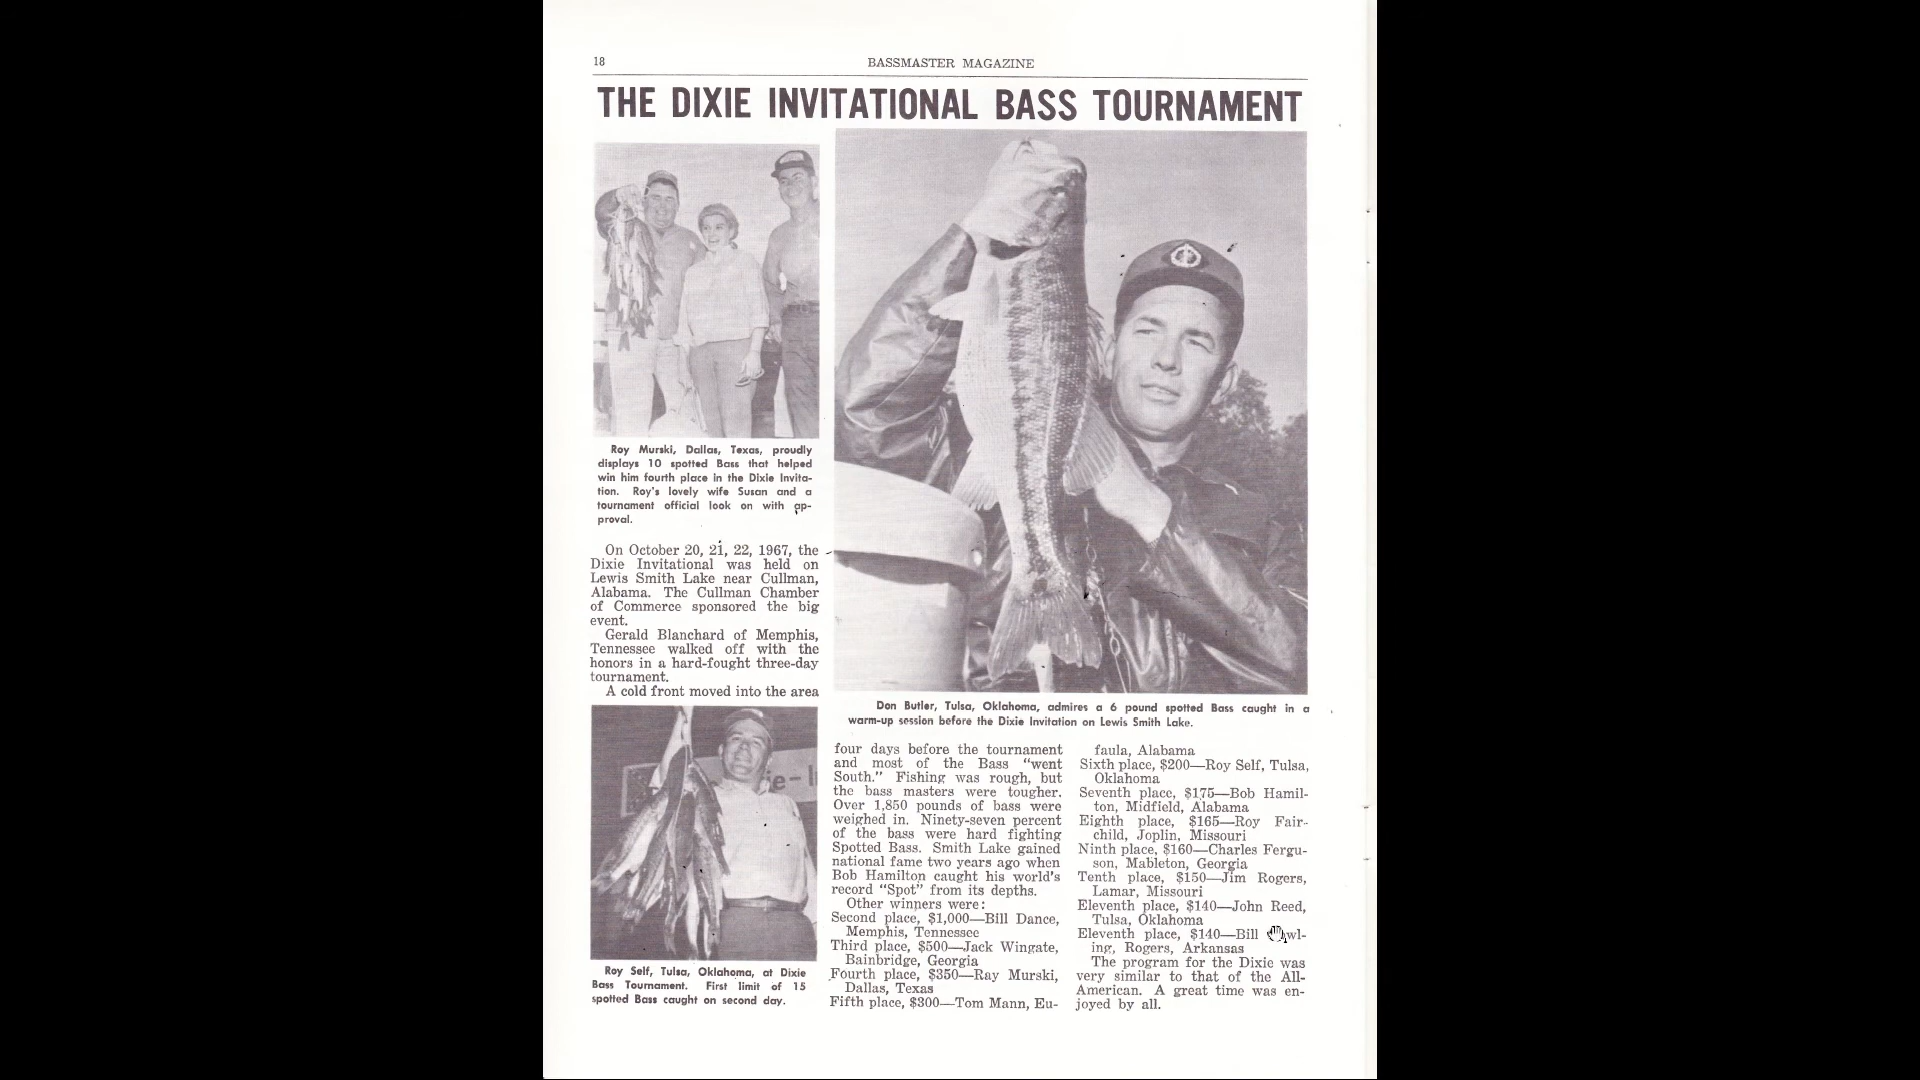 18
BASSMASTER MAGAZINE
THE DIXIE INVITATIONAL BASS TOURNAMENT
Roy Murski, Dallas, Texas, proudly
displays 10 spotted Bass that helped
win him fourth place in the Dixie Invita-
tion. Roy's lovely wife Susan and a
tournament official look on with ap-
proval.
On October 20, 21, 22, 1967, the
Dixie Invitational was held on
Lewis Smith Lake near Cullman,
Alabama. The Cullman Chamber
of Commerce sponsored the big
event.
Gerald Blanchard of Memphis,
Tennessee walked off with the
honors in a hard-fought three-day
tournament.
A cold front moved into the area
Roy Self, Tulsa, Oklahoma, at Dixie
Bass Tournament. First limit of 15
spotted Bass caught on second day.
Don Butler, Tulsa, Oklahoma, admires a 6 pound spotted Bass caught in a
warm-up session before the Dixie Invitation on Lewis Smith Lake.
four days before the tournament
and most of the Bass "went
South." Fishing was rough, but
the bass masters were tougher.
Over 1,850 pounds of bass were
weighed in. Ninety-seven percent
of the bass were hard fighting
Spotted Bass. Smith Lake gained
national fame two years ago when
Bob Hamilton caught his world's
record "Spot" from its depths.
Other winners were:
Second place, $1,000—Bill Dance,
Memphis, Tennessee
Third place, $500—Jack Wingate,
Bainbridge, Georgia
Fourth place, $350—Ray Murski,
Dallas, Texas
Fifth place, $300—Tom Mann, Eu-
faula, Alabama
Sixth place, $200—Roy Self, Tulsa,
Oklahoma
Seventh place, $175—Bob Hamil-
ton, Midfield, Alabama
Eighth place, $165—Roy Fair-
child, Joplin, Missouri
Ninth place, $160—Charles Fergu-
son, Mableton, Georgia
Tenth place, $150—Jim Rogers,
Lamar, Missouri
Eleventh place, $140—John Reed,
Tulsa, Oklahoma
Eleventh place, $140—Bill
ing, Rogers, Arkansas
The program for the Dixie was
very similar to that of the All-
American. A great time was en-
joyed by all.